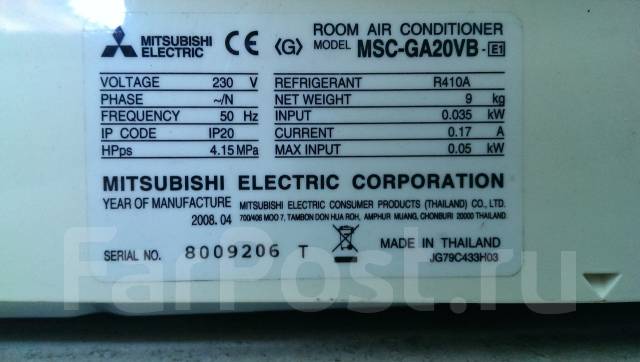 MITSUBISHI ELECTRIC CE <G> ROOM AIR CONDITIONER
MODEL MSC-GA20VB-E1
VOLTAGE 230 V
PHASE ~/N
FREQUENCY 50 Hz
IP CODE IP20
HPps 4.15 MPa
REFRIGERANT R410A
NET WEIGHT 9 kg
INPUT 0.035 kW
CURRENT 0.17 A
MAX INPUT 0.05 kW
MITSUBISHI ELECTRIC CORPORATION
YEAR OF MANUFACTURE
2008.04
MITSUBISHI ELECTRIC CONSUMER PRODUCTS (THAILAND) CO., LTD.
700/406 MOO 7, TAMBON DON HUA ROH, AMPHUR MUANG, CHONBURI 20000 THAILAND
SERIAL NO. 8009206 T
MADE IN THAILAND
JG79C433H03
FarPost.ru